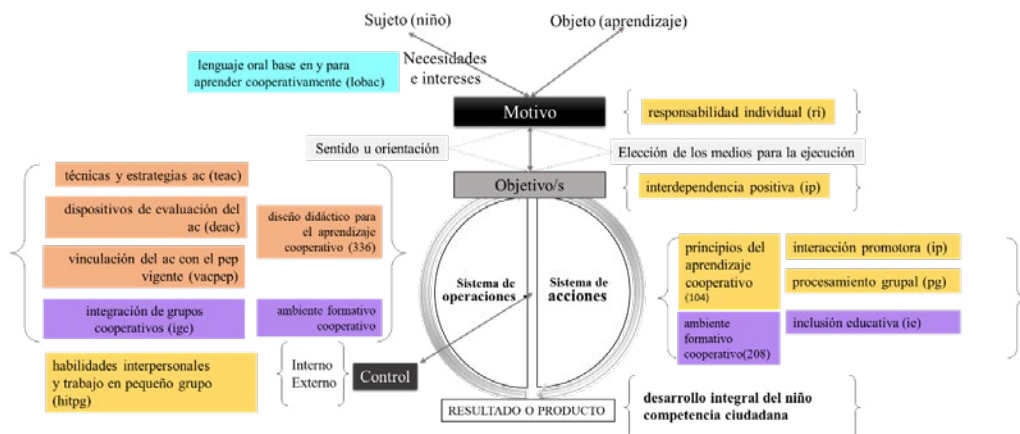 Sujeto (niño)
Objeto (aprendizaje)
Necesidades
e intereses
lenguaje oral base en y para
aprender cooperativamente (lobac)
Motivo
responsabilidad individual (ri)
Sentido u orientación
Elección de los medios para la ejecución
técnicas y estrategias ac (teac)
Objetivo/s
interdependencia positiva (ip)
dispositivos de evaluación del
ac (deac)
diseño didáctico para
el aprendizaje
cooperativo (336)
vinculación del ac con el pep
vigente (vacpep)
Sistema de
operaciones
Sistema de
acciones
principios del
aprendizaje
cooperativo
(104)
interacción promotora (ip)
procesamiento grupal (pg)
integración de grupos
cooperativos (ige)
ambiente formativo
cooperativo
ambiente
formativo
cooperativo(208)
inclusión educativa (ie)
habilidades interpersonales
y trabajo en pequeño grupo
(hitpg)
Interno
Externo
Control
RESULTADO O PRODUCTO
desarrollo integral del niño
competencia ciudadana